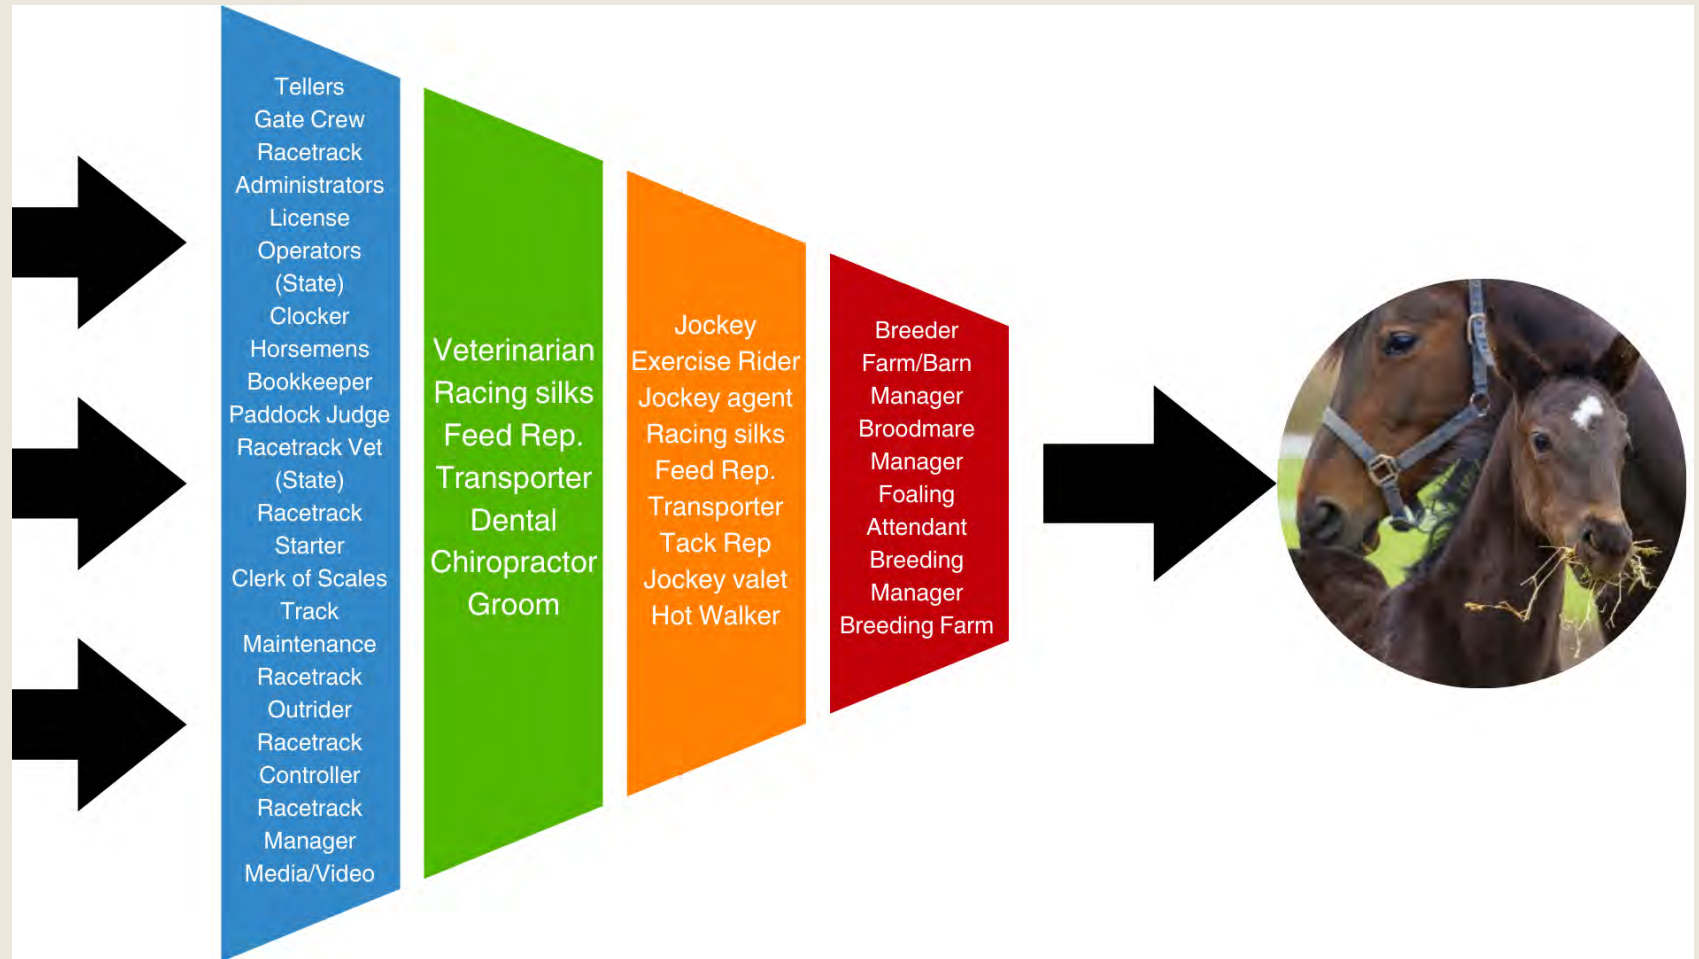 Tellers
Gate Crew
Racetrack
Administrators
License
Operators
(State)
Clocker
Horsemens
Bookkeeper
Paddock Judge
Racetrack Vet
(State)
Racetrack
Starter
Clerk of Scales
Track
Maintenance
Racetrack
Outrider
Racetrack
Controller
Racetrack
Manager
Media/Video
Veterinarian
Racing silks
Feed Rep.
Transporter
Dental
Chiropractor
Groom
Jockey
Exercise Rider
Jockey agent
Racing silks
Feed Rep.
Transporter
Tack Rep
Jockey valet
Hot Walker
Breeder
Farm/Barn
Manager
Broodmare
Manager
Foaling
Attendant
Breeding
Manager
Breeding Farm